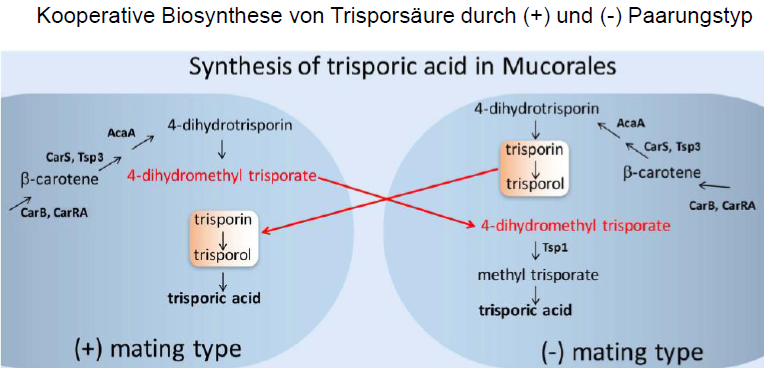 Kooperative Biosynthese von Trisporsäure durch (+) und (-) Paarungstyp
Synthesis of trisporic acid in Mucorales
AcaA
4-dihydrotrisporin
CarS, Tsp3
β-carotene
4-dihydromethyl trisporate
CarB, CarRA
trisporin
trisporol
trisporic acid
(+) mating type
4-dihydrotrisporin
AcaA
trisporin
CarS, Tsp3
trisporol
β-carotene
CarB, CarRA
4-dihydromethyl trisporate
Tsp1
methyl trisporate
trisporic acid
(-) mating type